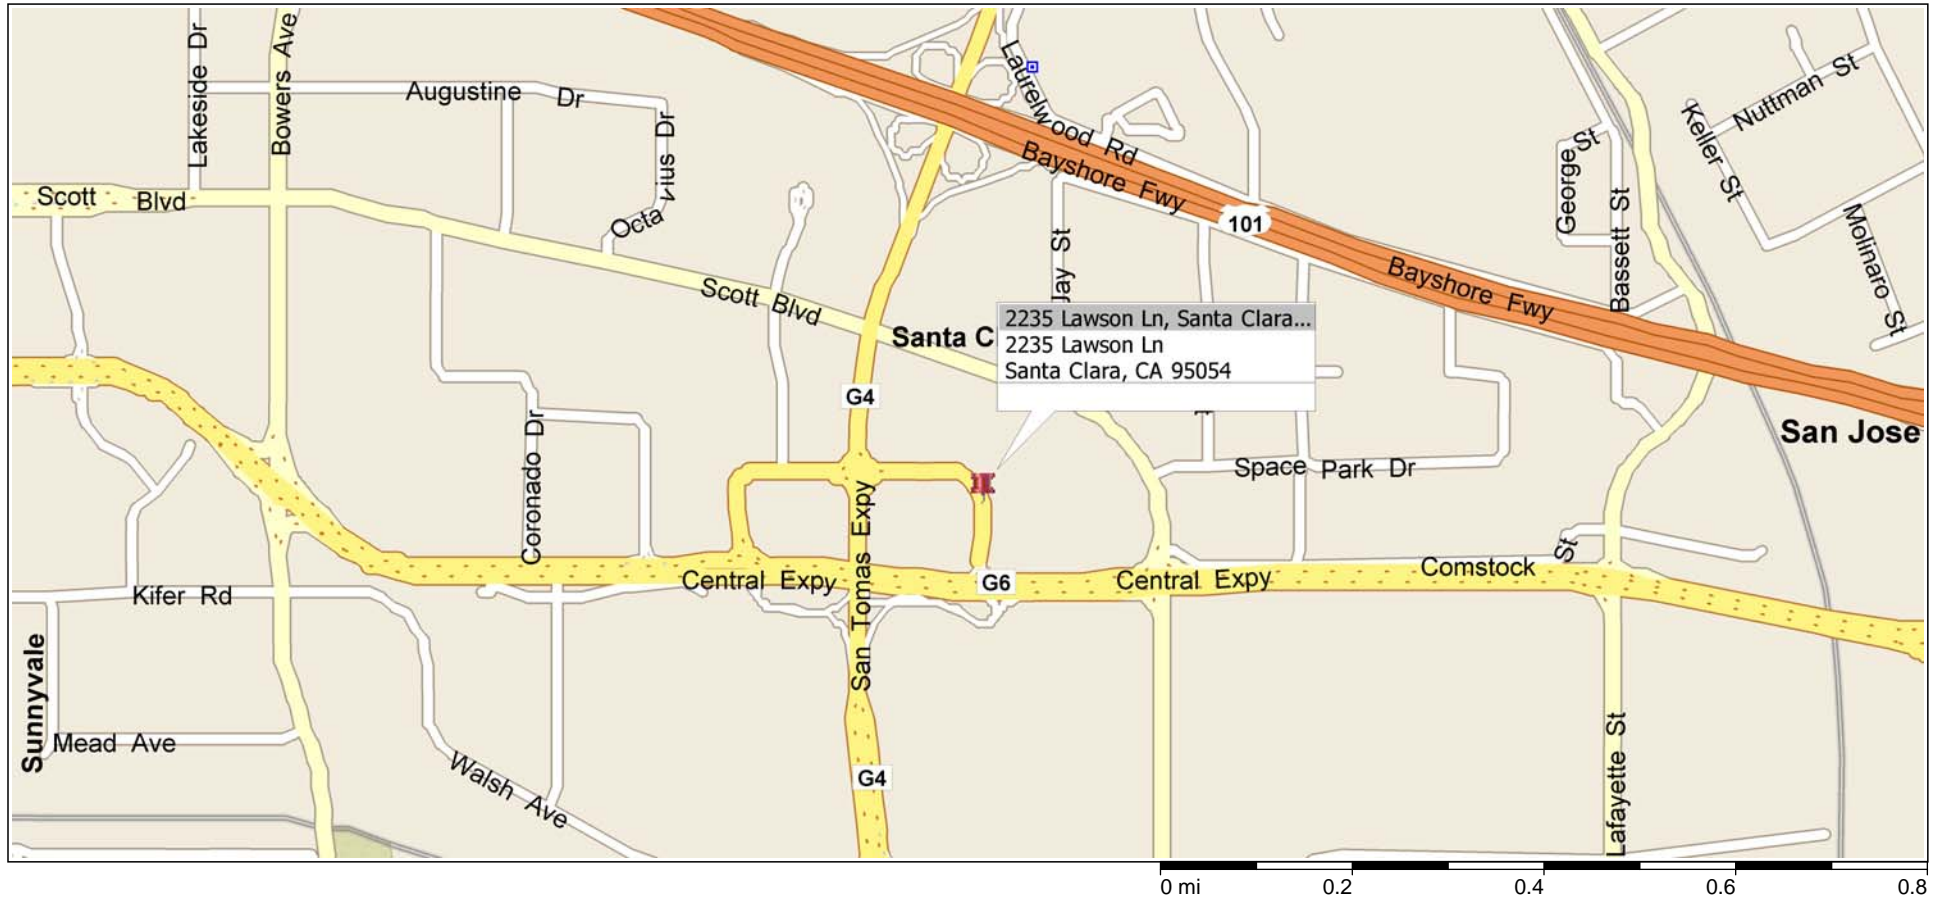 Lakeside Dr
Bowers Ave
Augustine Dr
Octavius Dr
Laurelwood Rd
Bayshore Fwy
101
Scott Blvd
Jay St
George St
Bassett St
Keller St
Nuttman St
Molinaro St
Bayshore Fwy
Scott Blvd
Santa C
2235 Lawson Ln, Santa Clara...
2235 Lawson Ln
Santa Clara, CA 95054
G4
San Jose
Coronado Dr
Space Park Dr
San Tomas Expy
Central Expy
G6
Central Expy
Comstock St
Kifer Rd
Sunnyvale
Mead Ave
Walsh Ave
G4
Lafayette St
0 mi 0.2 0.4 0.6 0.8